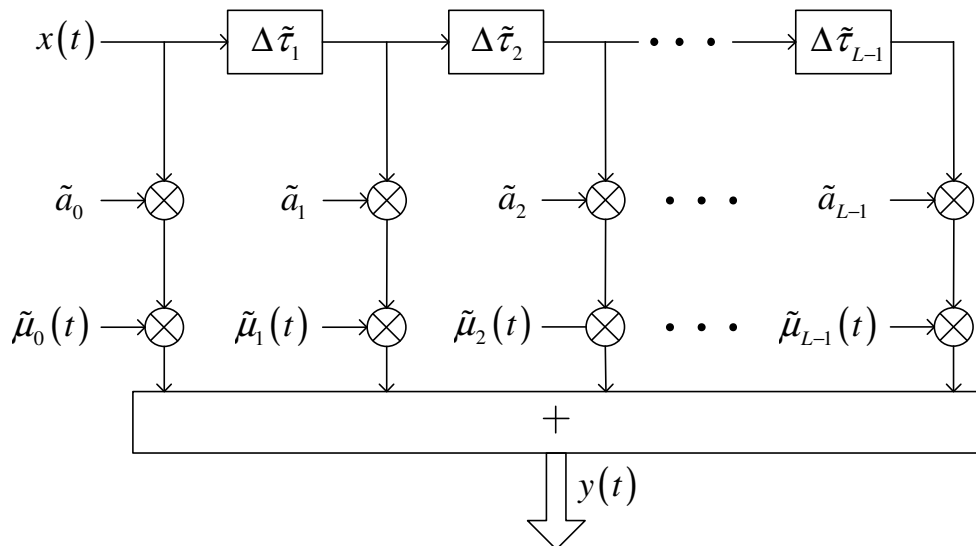 x(t) Δτ̃₁ Δτ̃₂ • • • Δτ̃_{L−1}
ã₀ ã₁ ã₂ • • • ã_{L−1}
μ̃₀(t) μ̃₁(t) μ̃₂(t) • • • μ̃_{L−1}(t)
+
y(t)